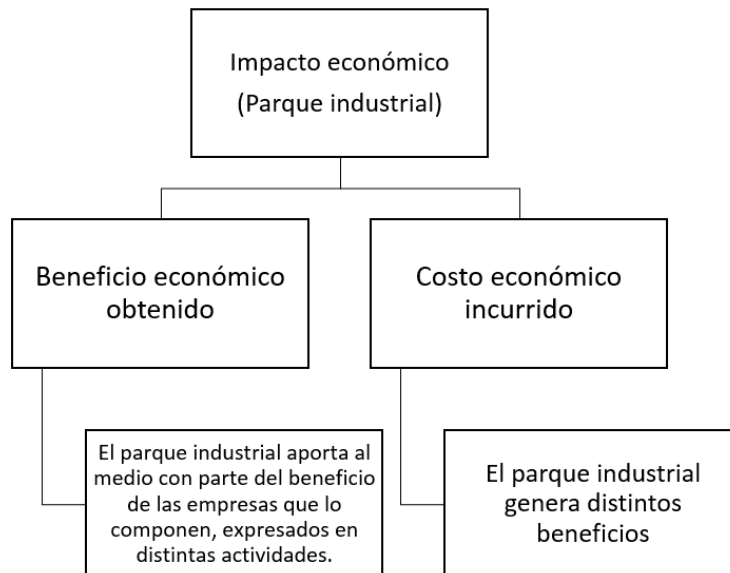 Impacto económico
(Parque industrial)
Beneficio económico
obtenido
Costo económico
incurrido
El parque industrial aporta al
medio con parte del beneficio
de las empresas que lo
componen, expresados en
distintas actividades.
El parque industrial
genera distintos
beneficios